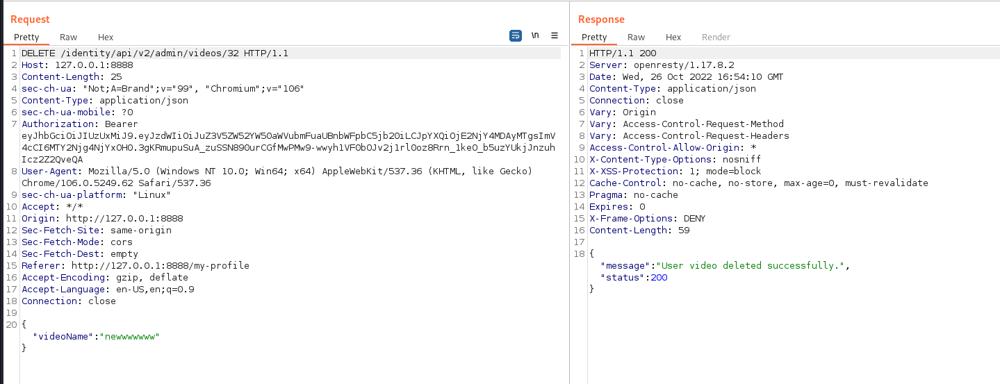 Request
Pretty Raw Hex \n
1 DELETE /identity/api/v2/admin/videos/32 HTTP/1.1
2 Host: 127.0.0.1:8888
3 Content-Length: 25
4 sec-ch-ua: "Not;A=Brand";v="99", "Chromium";v="106"
5 Content-Type: application/json
6 sec-ch-ua-mobile: ?0
7 Authorization: Bearer
eyJhbGciOiJIUzUxMiJ9.eyJzdWIiOiJuZ3V5ZW52YW50aWVubmFuaUBnbWFpbC5jb20iLCJpYXQiOjE2NjY4MDAyMTgsImV
4cCI6MTY2Njg4NjYxOH0.3gKRmupuSuA_zuSSN890urCGfMwPMw9-wwyh1VF0bOJv2j1rl0oz8Rrn_1keO_b5uzYUkjJnzuh
Icz2Z2QveQA
8 User-Agent: Mozilla/5.0 (Windows NT 10.0; Win64; x64) AppleWebKit/537.36 (KHTML, like Gecko)
Chrome/106.0.5249.62 Safari/537.36
9 sec-ch-ua-platform: "Linux"
10 Accept: */*
11 Origin: http://127.0.0.1:8888
12 Sec-Fetch-Site: same-origin
13 Sec-Fetch-Mode: cors
14 Sec-Fetch-Dest: empty
15 Referer: http://127.0.0.1:8888/my-profile
16 Accept-Encoding: gzip, deflate
17 Accept-Language: en-US,en;q=0.9
18 Connection: close
19
20 {
"videoName":"newwwwwww"
}
Response
Pretty Raw Hex Render
1 HTTP/1.1 200
2 Server: openresty/1.17.8.2
3 Date: Wed, 26 Oct 2022 16:54:10 GMT
4 Content-Type: application/json
5 Connection: close
6 Vary: Origin
7 Vary: Access-Control-Request-Method
8 Vary: Access-Control-Request-Headers
9 Access-Control-Allow-Origin: *
10 X-Content-Type-Options: nosniff
11 X-XSS-Protection: 1; mode=block
12 Cache-Control: no-cache, no-store, max-age=0, must-revalidate
13 Pragma: no-cache
14 Expires: 0
15 X-Frame-Options: DENY
16 Content-Length: 59
17
18 {
"message":"User video deleted successfully.",
"status":200
}